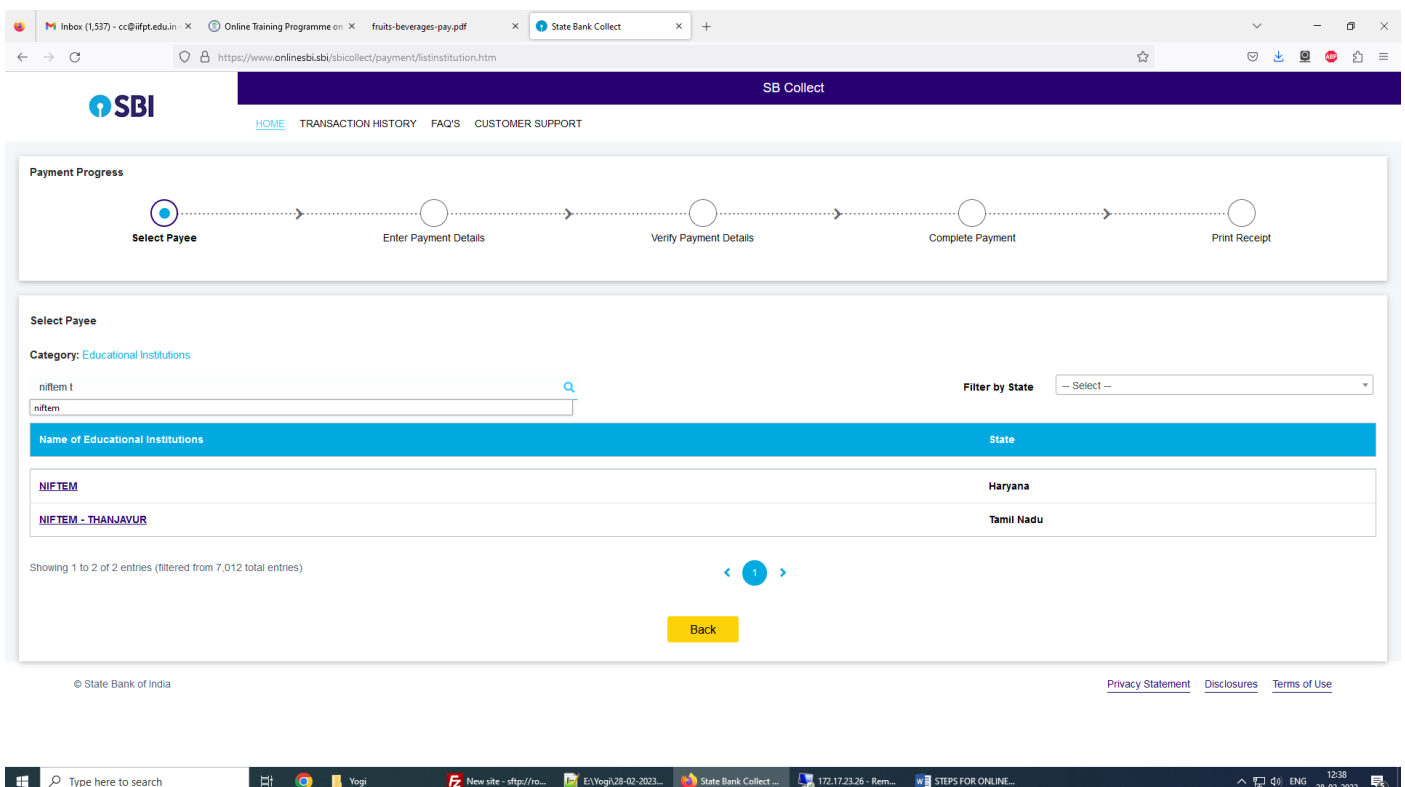 Inbox (1,537) - cc@iifpt.edu.in - Online Training Programme on fruits-beverages-pay.pdf State Bank Collect
https://www.onlinesbi.sbi/sbicollect/payment/listinstitution.htm ABP
SB Collect
SBI
HOME TRANSACTION HISTORY FAQ'S CUSTOMER SUPPORT
Payment Progress
Select Payee Enter Payment Details Verify Payment Details Complete Payment Print Receipt
Select Payee
Category: Educational Institutions
niftem t Filter by State -- Select --
niftem
Name of Educational Institutions State
NIFTEM Haryana
NIFTEM - THANJAVUR Tamil Nadu
Showing 1 to 2 of 2 entries (filtered from 7,012 total entries) 1
Back
© State Bank of India Privacy Statement Disclosures Terms of Use
Type here to search Yogi New site - sftp://ro... E:\Yogi\28-02-2023... State Bank Collect ... 172.17.23.26 - Rem... STEPS FOR ONLINE... ENG 12:38
28-02-2023